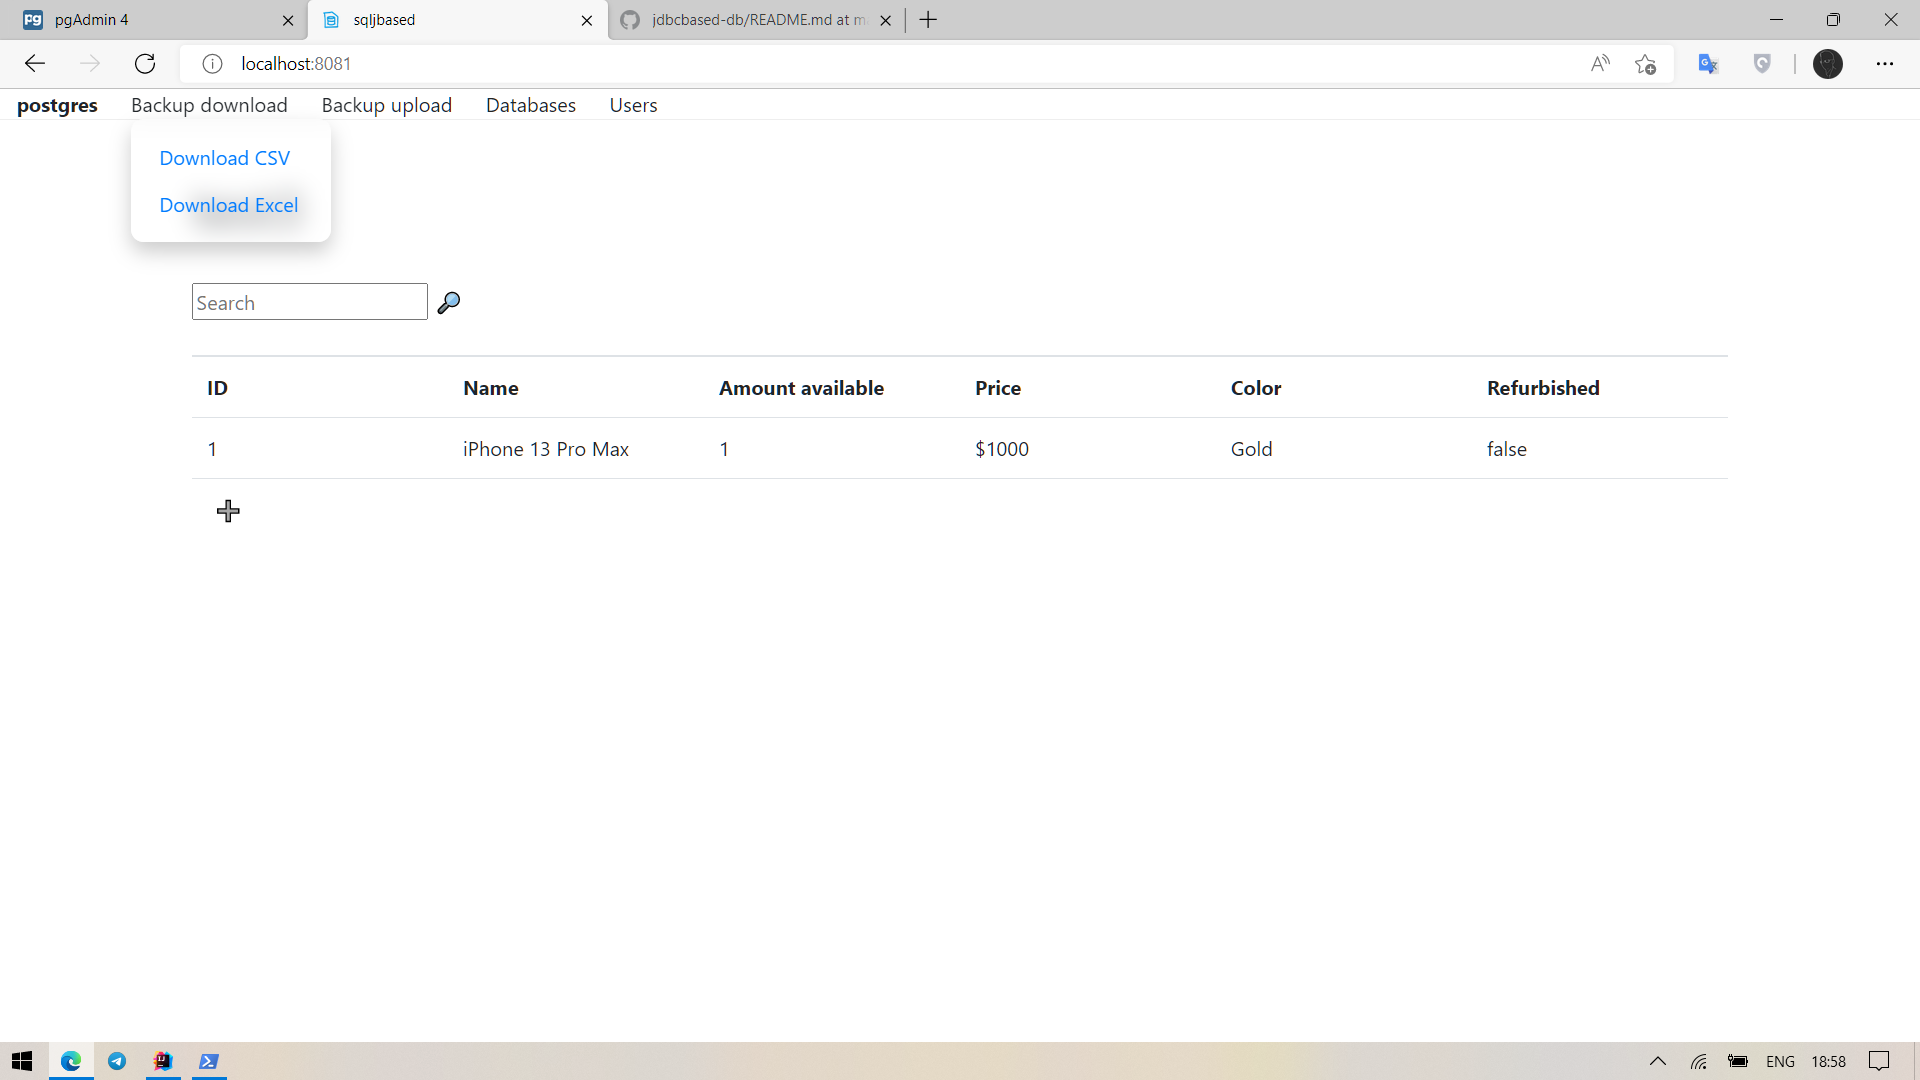 pgAdmin 4
sqljbased
jdbcbased-db/README.md at m
localhost:8081
postgres Backup download Backup upload Databases Users
Download CSV
Download Excel
Search
ID Name Amount available Price Color Refurbished
1 iPhone 13 Pro Max 1 $1000 Gold false
ENG 18:58